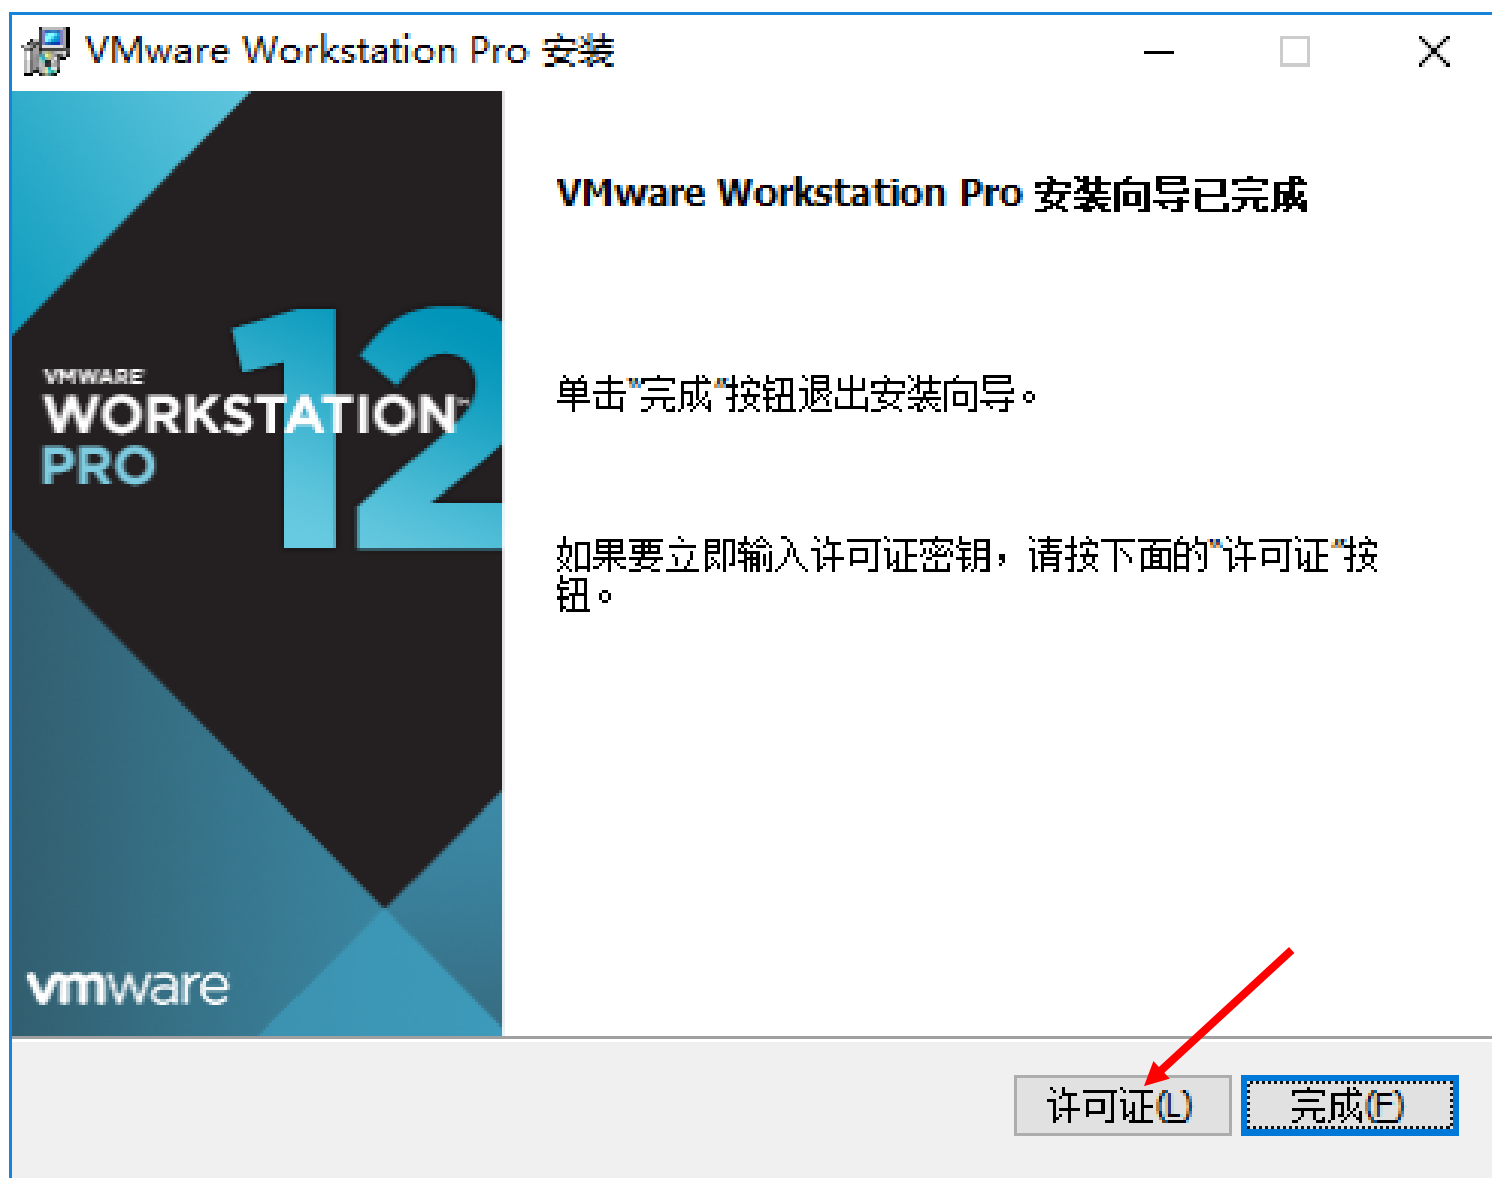 VMware Workstation Pro 安装
VMware Workstation Pro 安装向导已完成
12
VMWARE
WORKSTATION™
PRO
单击"完成"按钮退出安装向导。
如果要立即输入许可证密钥，请按下面的"许可证"按
钮。
vmware
许可证(L)
完成(F)